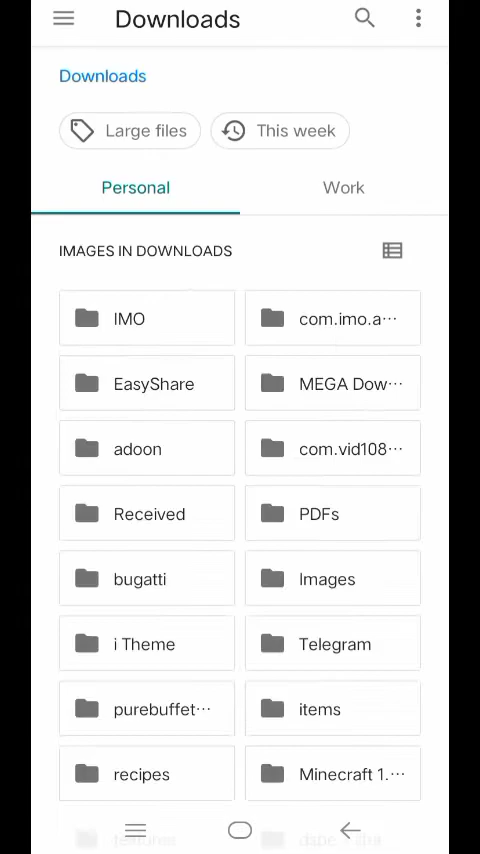 Downloads
Downloads
Large files
This week
Personal
Work
IMAGES IN DOWNLOADS
IMO
com.imo.a···
EasyShare
MEGA Dow···
adoon
com.vid108···
Received
PDFs
bugatti
Images
i Theme
Telegram
purebuffet···
items
recipes
Minecraft 1.···
textures